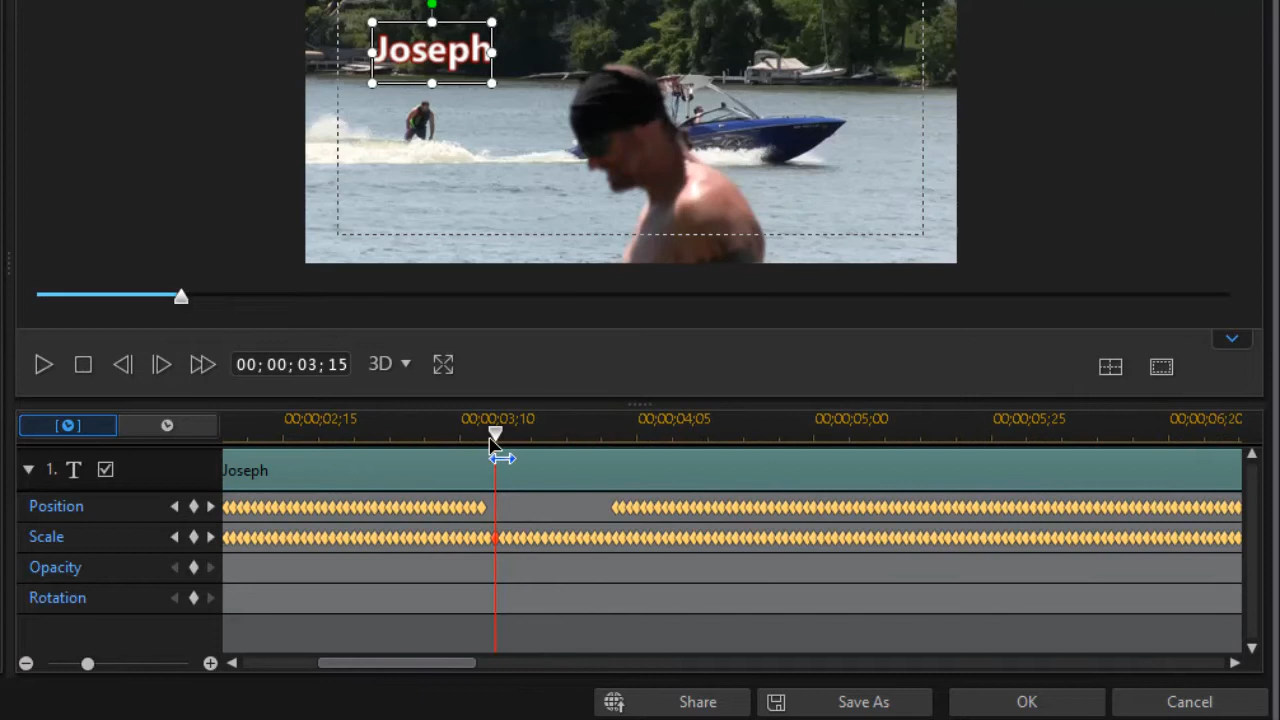 Joseph
00; 00; 03; 15
3D
00;00;02;15 00;00;03;10 00;00;04;05 00;00;05;00 00;00;05;25 00;00;06;20
1. T Joseph
Position
Scale
Opacity
Rotation
Share Save As OK Cancel